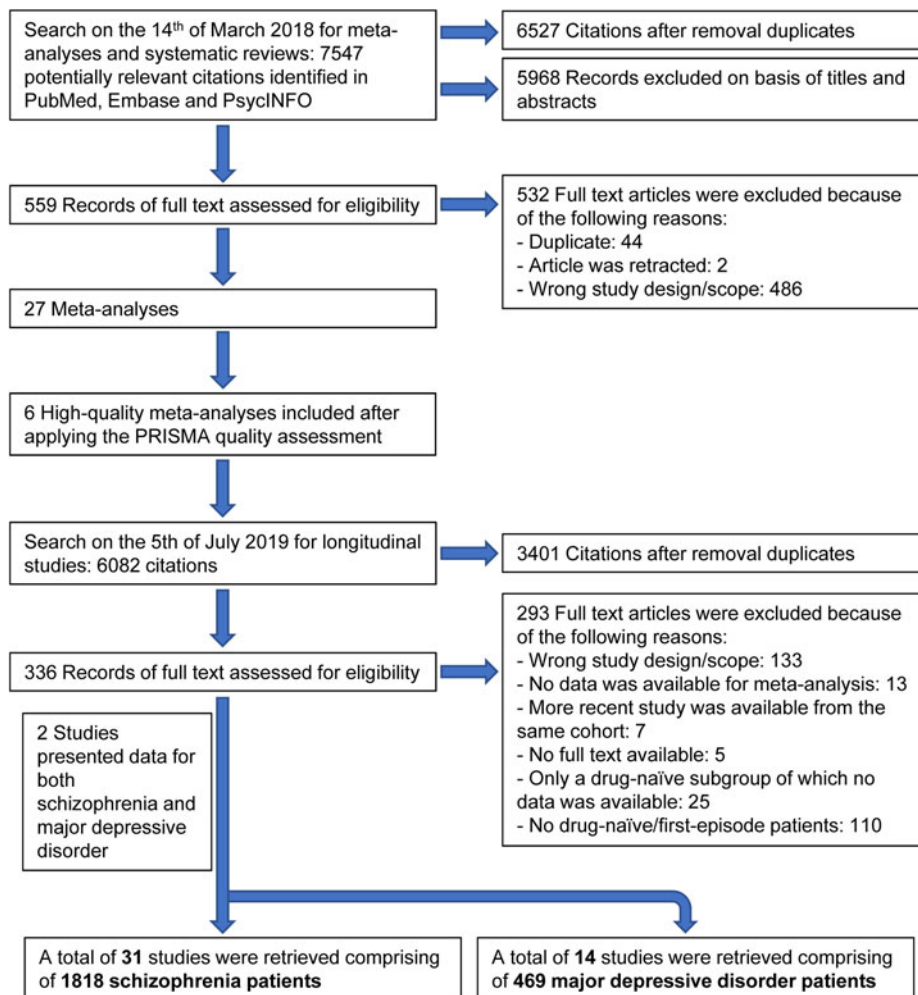 Search on the 14th of March 2018 for meta-
analyses and systematic reviews: 7547
potentially relevant citations identified in
PubMed, Embase and PsycINFO
6527 Citations after removal duplicates
5968 Records excluded on basis of titles and
abstracts
559 Records of full text assessed for eligibility
532 Full text articles were excluded because
of the following reasons:
- Duplicate: 44
- Article was retracted: 2
- Wrong study design/scope: 486
27 Meta-analyses
6 High-quality meta-analyses included after
applying the PRISMA quality assessment
Search on the 5th of July 2019 for longitudinal
studies: 6082 citations
3401 Citations after removal duplicates
336 Records of full text assessed for eligibility
293 Full text articles were excluded because
of the following reasons:
- Wrong study design/scope: 133
- No data was available for meta-analysis: 13
- More recent study was available from the
same cohort: 7
- No full text available: 5
- Only a drug-naïve subgroup of which no
data was available: 25
- No drug-naïve/first-episode patients: 110
2 Studies
presented data for
both
schizophrenia and
major depressive
disorder
A total of 31 studies were retrieved comprising
of 1818 schizophrenia patients
A total of 14 studies were retrieved comprising
of 469 major depressive disorder patients